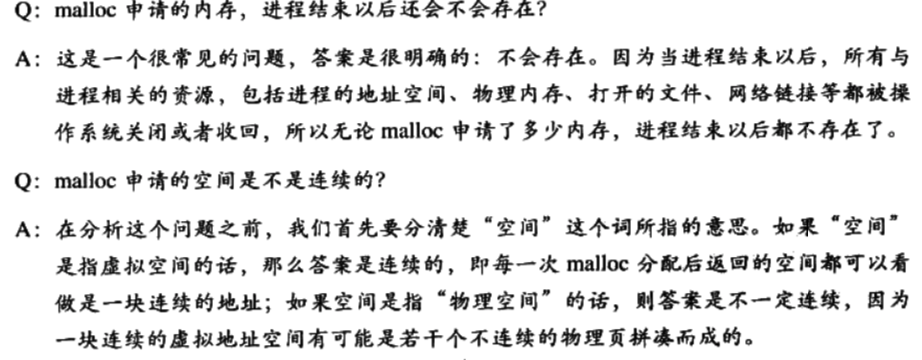 Q: malloc 申请的内存，进程结束以后还会不会存在？
A: 这是一个很常见的问题，答案是很明确的：不会存在。因为当进程结束以后，所有与
进程相关的资源，包括进程的地址空间、物理内存、打开的文件、网络链接等都被操
作系统关闭或者收回，所以无论 malloc 申请了多少内存，进程结束以后都不存在了。
Q: malloc 申请的空间是不是连续的？
A: 在分析这个问题之前，我们首先要分清楚“空间”这个词所指的意思。如果“空间”
是指虚拟空间的话，那么答案是连续的，即每一次 malloc 分配后返回的空间都可以看
做是一块连续的地址；如果空间是指“物理空间”的话，则答案是不一定连续，因为
一块连续的虚拟地址空间有可能是若干个不连续的物理页拼凑而成的。